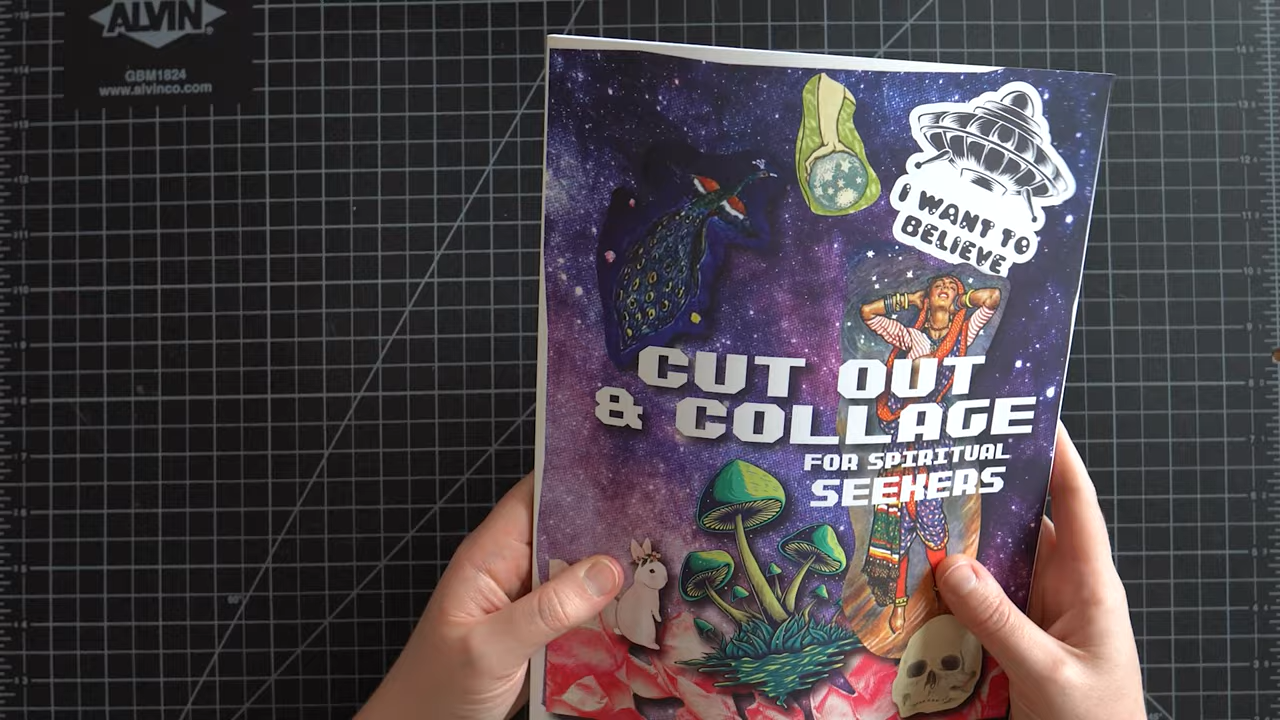 ALVIN
GBM1824
www.alvinco.com
I WANT TO
BELIEVE
CUT OUT
& COLLAGE
FOR SPIRITUAL
SEEKERS